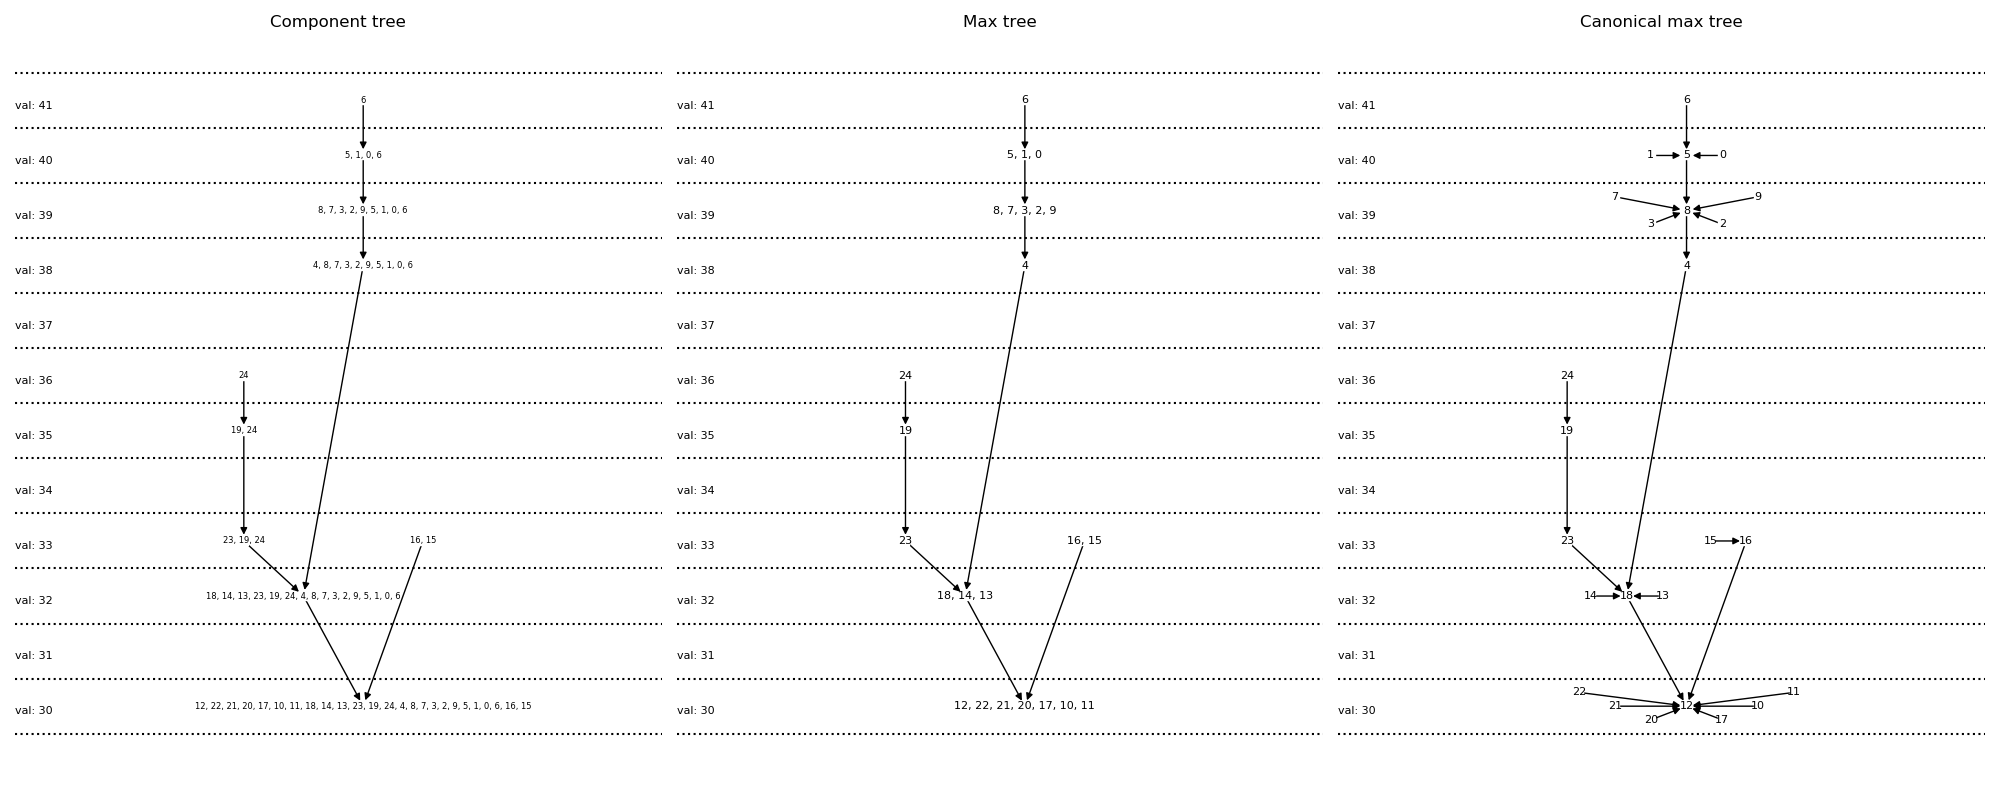 Component tree
val: 41
6
val: 40
5, 1, 0, 6
val: 39
8, 7, 3, 2, 9, 5, 1, 0, 6
val: 38
4, 8, 7, 3, 2, 9, 5, 1, 0, 6
val: 37
val: 36
24
val: 35
19, 24
val: 34
val: 33
23, 19, 24
16, 15
val: 32
18, 14, 13, 23, 19, 24, 4, 8, 7, 3, 2, 9, 5, 1, 0, 6
val: 31
val: 30
12, 22, 21, 20, 17, 10, 11, 18, 14, 13, 23, 19, 24, 4, 8, 7, 3, 2, 9, 5, 1, 0, 6, 16, 15
Max tree
val: 41
6
val: 40
5, 1, 0
val: 39
8, 7, 3, 2, 9
val: 38
4
val: 37
val: 36
24
val: 35
19
val: 34
val: 33
23
16, 15
val: 32
18, 14, 13
val: 31
val: 30
12, 22, 21, 20, 17, 10, 11
Canonical max tree
val: 41
6
val: 40
1
5
0
val: 39
7
9
8
3
2
val: 38
4
val: 37
val: 36
24
val: 35
19
val: 34
val: 33
23
15
16
val: 32
14
18
13
val: 31
val: 30
22
11
21
12
10
20
17